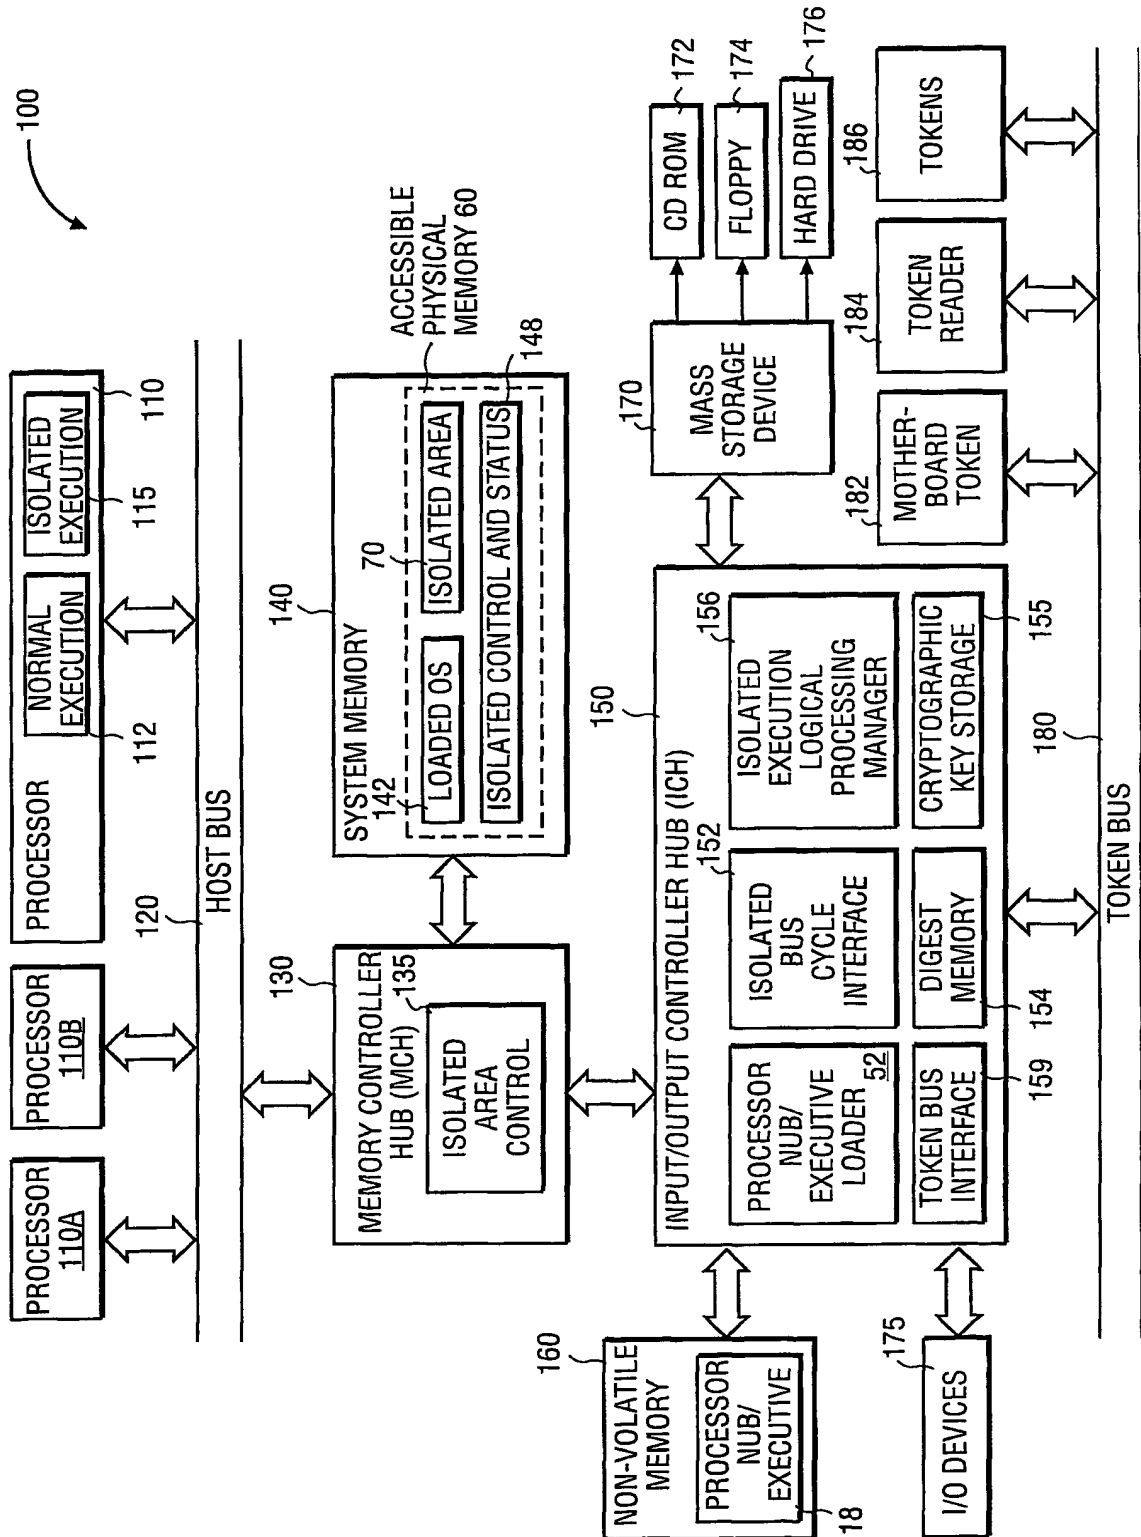 100
PROCESSOR
110A
PROCESSOR
110B
PROCESSOR
NORMAL
EXECUTION
112
ISOLATED
EXECUTION
115
110
120
HOST BUS
130
MEMORY CONTROLLER
HUB (MCH)
135
ISOLATED
AREA
CONTROL
140
SYSTEM MEMORY
142
LOADED OS
70
ISOLATED AREA
ISOLATED CONTROL AND STATUS
148
ACCESSIBLE
PHYSICAL
MEMORY 60
160
NON-VOLATILE
MEMORY
PROCESSOR
NUB/
EXECUTIVE
18
175
I/O DEVICES
150
INPUT/OUTPUT CONTROLLER HUB (ICH)
PROCESSOR
NUB/
EXECUTIVE
LOADER
52
152
ISOLATED
BUS
CYCLE
INTERFACE
156
ISOLATED
EXECUTION
LOGICAL
PROCESSING
MANAGER
TOKEN BUS
INTERFACE
159
DIGEST
MEMORY
154
CRYPTOGRAPHIC
KEY STORAGE
155
170
MASS
STORAGE
DEVICE
CD ROM
172
FLOPPY
174
HARD DRIVE
176
182
MOTHER-
BOARD
TOKEN
184
TOKEN
READER
186
TOKENS
180
TOKEN BUS